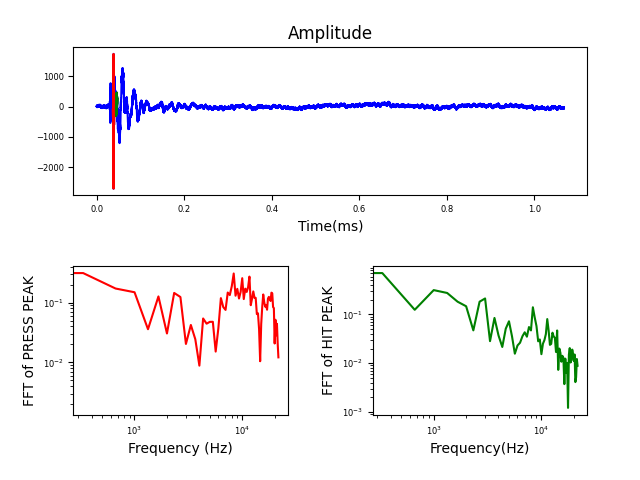 Amplitude
1000
0
−1000
−2000
0.0 0.2 0.4 0.6 0.8 1.0
Time(ms)
FFT of PRESS PEAK
10⁻¹
10⁻²
10³ 10⁴
Frequency (Hz)
FFT of HIT PEAK
10⁻¹
10⁻²
10⁻³
10³ 10⁴
Frequency(Hz)